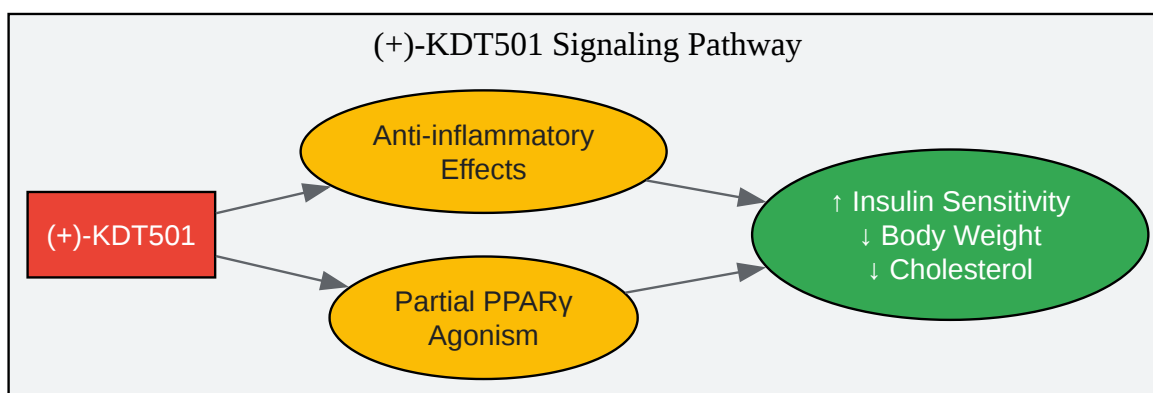 (+)-KDT501 Signaling Pathway
Anti-inflammatory
Effects
(+)-KDT501
Partial PPARγ
Agonism
↑ Insulin Sensitivity
↓ Body Weight
↓ Cholesterol